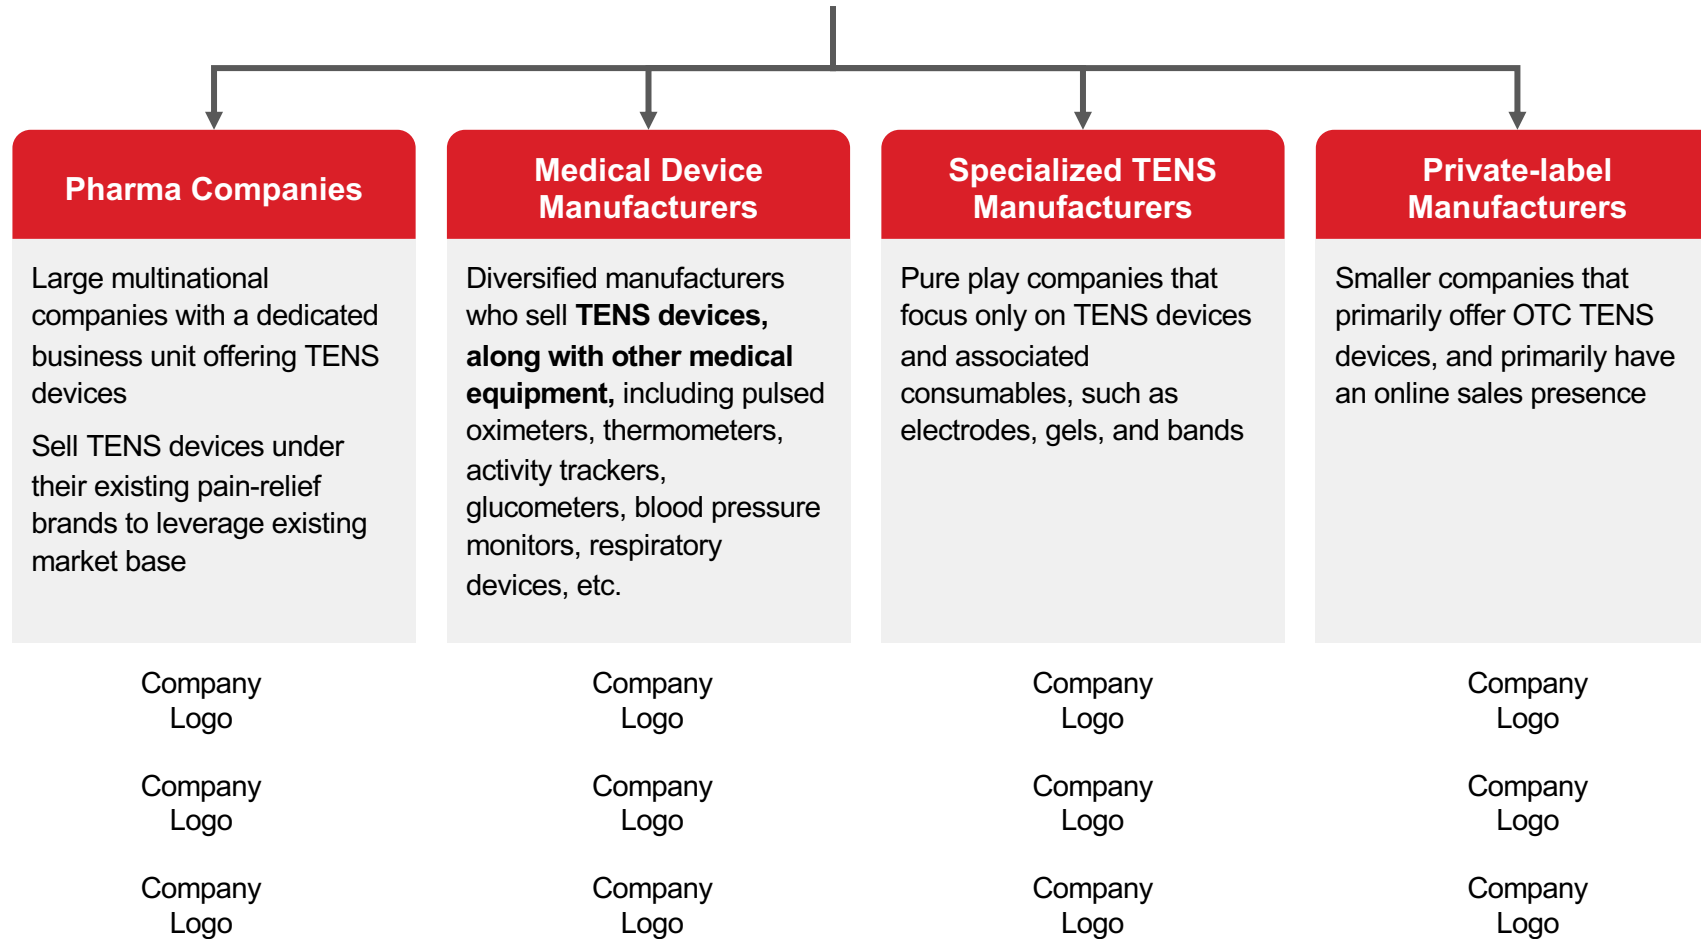 Pharma Companies
Large multinational
companies with a dedicated
business unit offering TENS
devices
Sell TENS devices under
their existing pain-relief
brands to leverage existing
market base
Company
Logo
Company
Logo
Company
Logo
Medical Device
Manufacturers
Diversified manufacturers
who sell TENS devices,
along with other medical
equipment, including pulsed
oximeters, thermometers,
activity trackers,
glucometers, blood pressure
monitors, respiratory
devices, etc.
Company
Logo
Company
Logo
Company
Logo
Specialized TENS
Manufacturers
Pure play companies that
focus only on TENS devices
and associated
consumables, such as
electrodes, gels, and bands
Company
Logo
Company
Logo
Company
Logo
Private-label
Manufacturers
Smaller companies that
primarily offer OTC TENS
devices, and primarily have
an online sales presence
Company
Logo
Company
Logo
Company
Logo